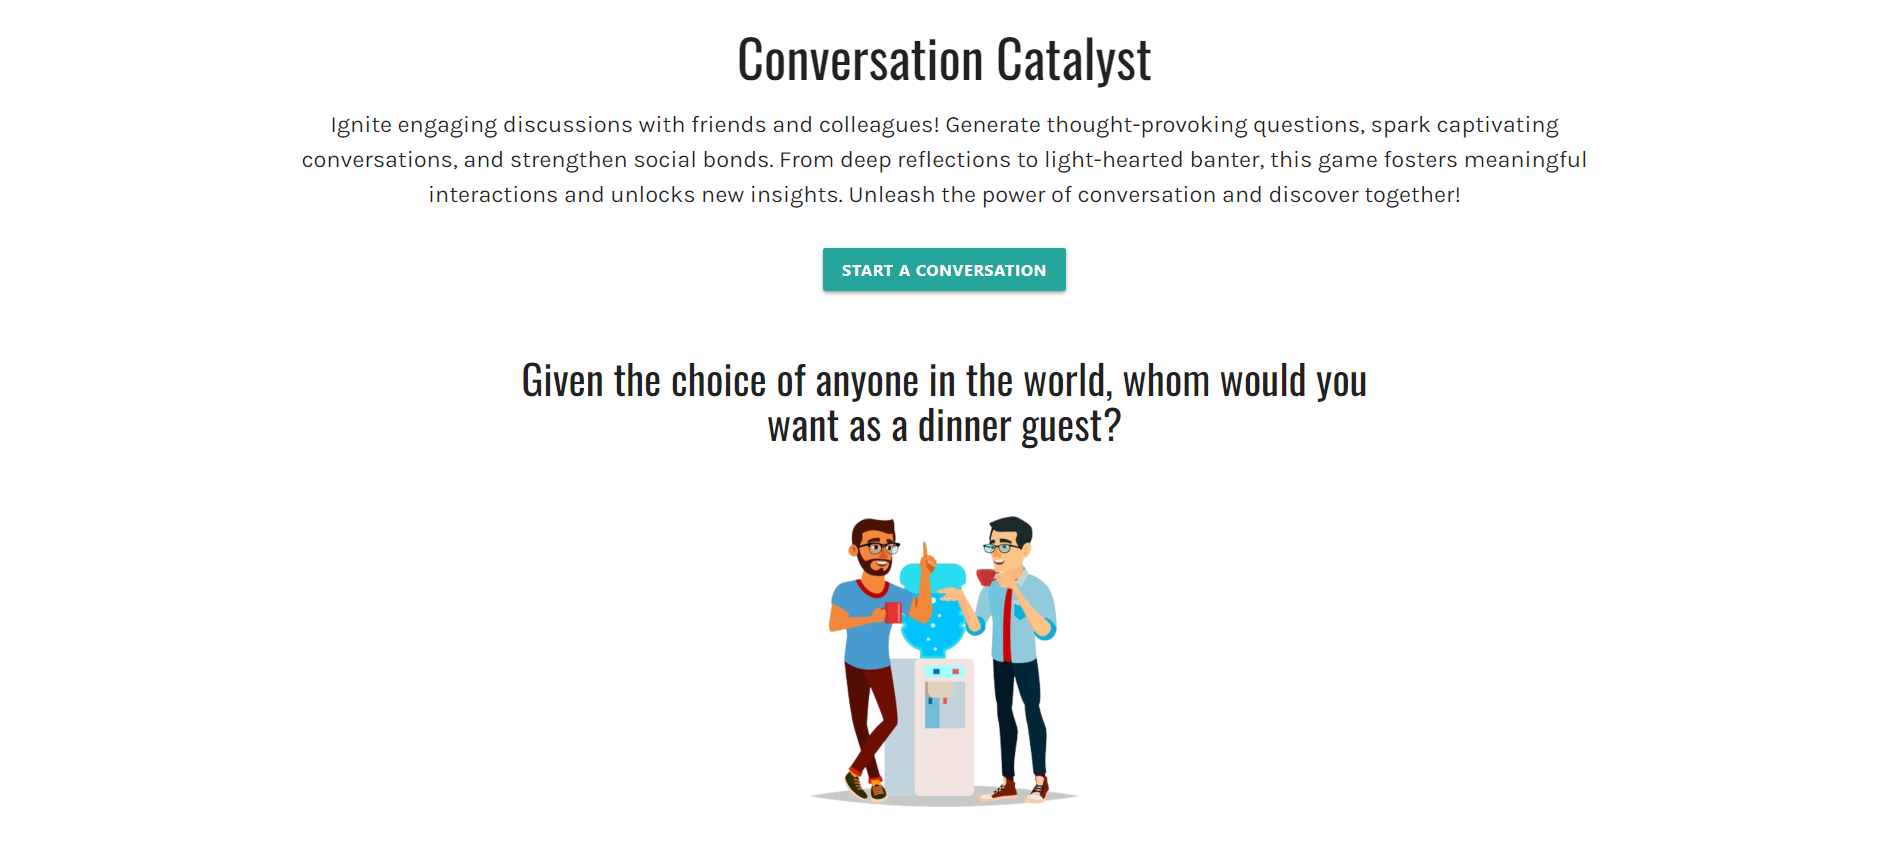 Conversation Catalyst
Ignite engaging discussions with friends and colleagues! Generate thought-provoking questions, spark captivating
conversations, and strengthen social bonds. From deep reflections to light-hearted banter, this game fosters meaningful
interactions and unlocks new insights. Unleash the power of conversation and discover together!
START A CONVERSATION
Given the choice of anyone in the world, whom would you
want as a dinner guest?